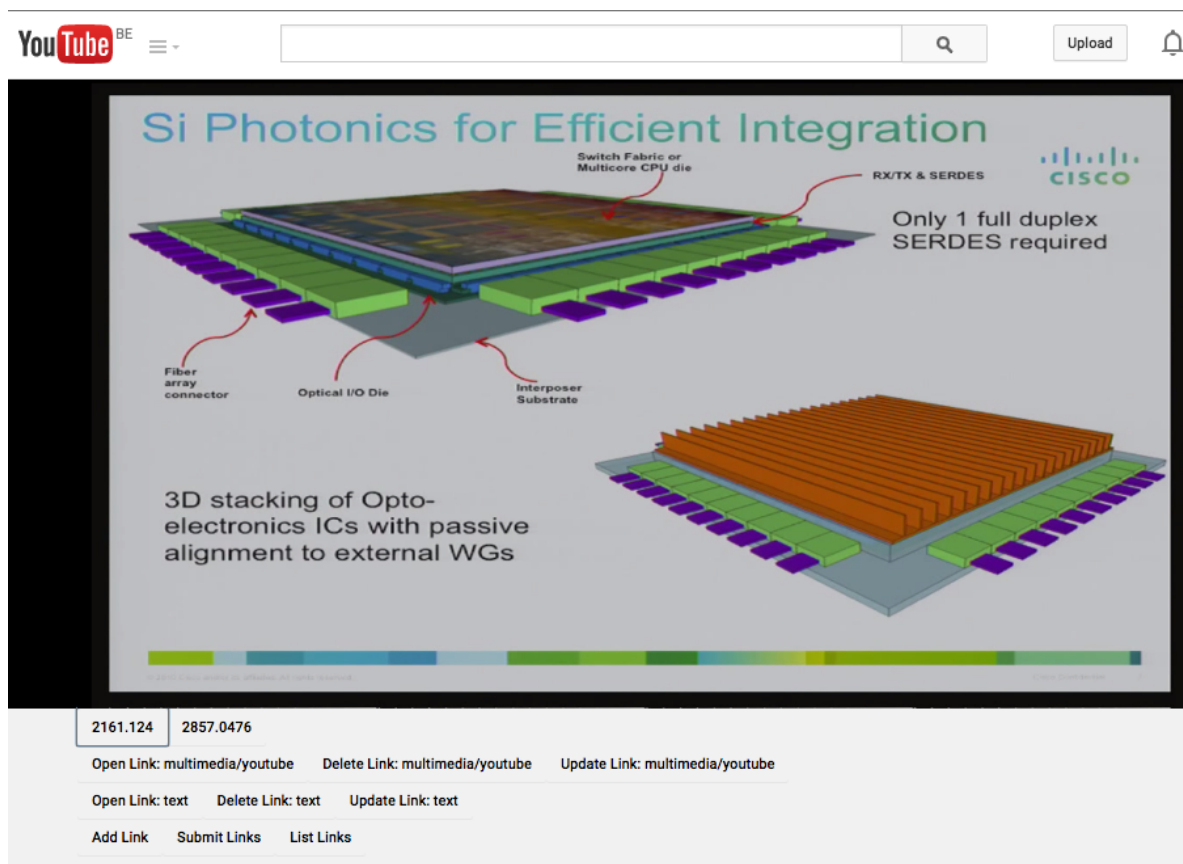 YouTube BE
Upload
Si Photonics for Efficient Integration
Switch Fabric or
Multicore CPU die
RX/TX & SERDES
CISCO
Only 1 full duplex
SERDES required
Fiber
array
connector
Optical I/O Die
Interposer
Substrate
3D stacking of Opto-
electronics ICs with passive
alignment to external WGs
2161.124 2857.0476
Open Link: multimedia/youtube Delete Link: multimedia/youtube Update Link: multimedia/youtube
Open Link: text Delete Link: text Update Link: text
Add Link Submit Links List Links